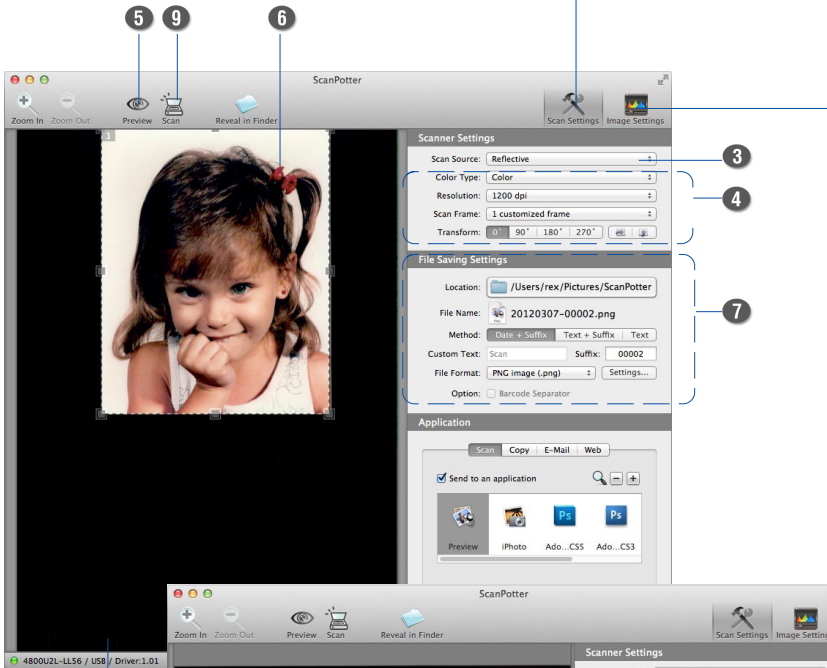 5 9 6
ScanPotter
Zoom In Zoom Out Preview Scan Reveal in Finder Scan Settings Image Settings
1
Scanner Settings
Scan Source: Reflective
3
Color Type: Color
Resolution: 1200 dpi
4
Scan Frame: 1 customized frame
Transform: 0° 90° 180° 270°
File Saving Settings
Location: /Users/rex/Pictures/ScanPotter
File Name: 20120307-00002.png
7
Method: Date + Suffix Text + Suffix Text
Custom Text: Scan Suffix: 00002
File Format: PNG image (.png) Settings...
Option: Barcode Separator
Application
Scan Copy E-Mail Web
Send to an application
Ps Ps
Preview iPhoto Ado...CS5 Ado...CS3
ScanPotter
Zoom In Zoom Out Preview Scan Reveal in Finder Scan Settings Image Setting
Scanner Settings
4800U2L-LL56 / USB / Driver:1.01